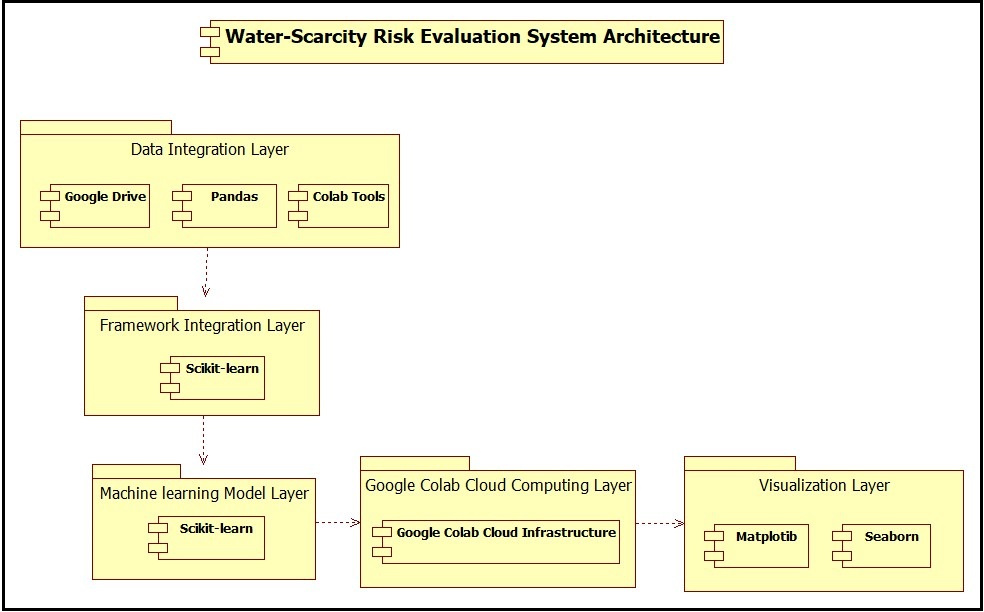 Water-Scarcity Risk Evaluation System Architecture
Data Integration Layer
Google Drive
Pandas
Colab Tools
Framework Integration Layer
Scikit-learn
Machine learning Model Layer
Scikit-learn
Google Colab Cloud Computing Layer
Google Colab Cloud Infrastructure
Visualization Layer
Matplotib
Seaborn